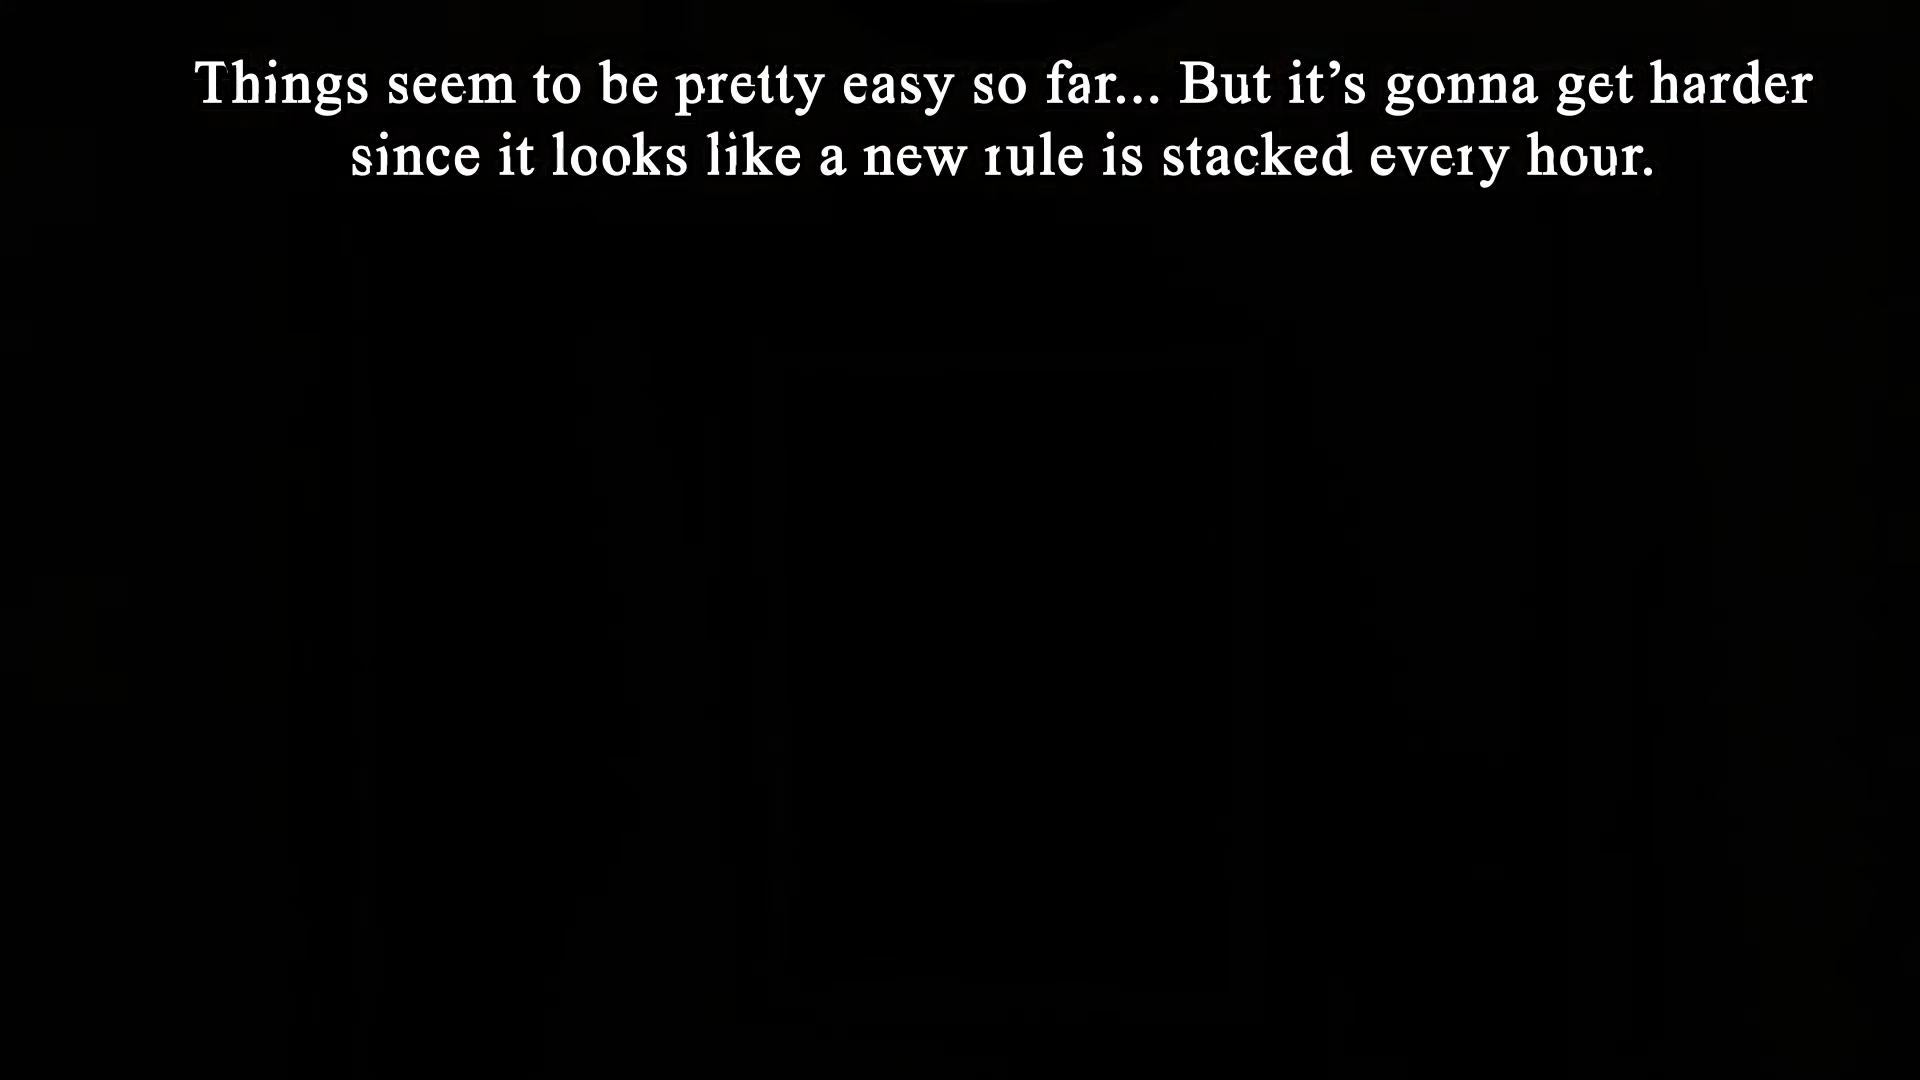 Things seem to be pretty easy so far... But it’s gonna get harder
since it looks like a new rule is stacked every hour.